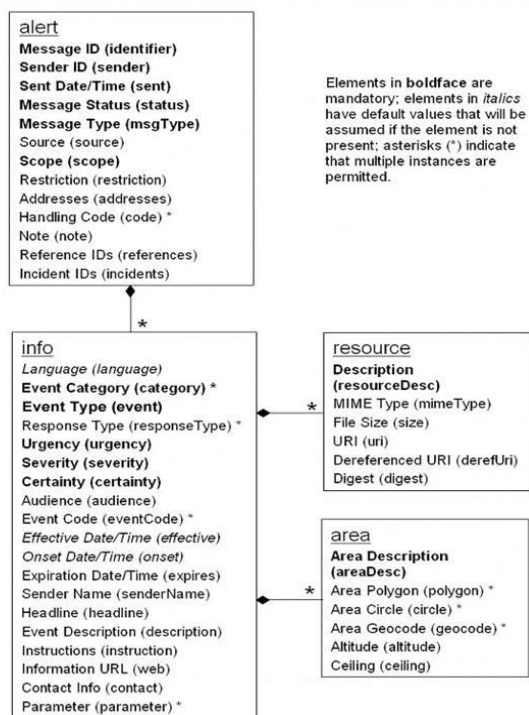 alert
Message ID (identifier)
Sender ID (sender)
Sent Date/Time (sent)
Message Status (status)
Message Type (msgType)
Source (source)
Scope (scope)
Restriction (restriction)
Addresses (addresses)
Handling Code (code) *
Note (note)
Reference IDs (references)
Incident IDs (incidents)
Elements in boldface are
mandatory; elements in italics
have default values that will be
assumed if the element is not
present; asterisks (*) indicate
that multiple instances are
permitted.
*
info
Language (language)
Event Category (category) *
Event Type (event)
Response Type (responseType) *
Urgency (urgency)
Severity (severity)
Certainty (certainty)
Audience (audience)
Event Code (eventCode) *
Effective Date/Time (effective)
Onset Date/Time (onset)
Expiration Date/Time (expires)
Sender Name (senderName)
Headline (headline)
Event Description (description)
Instructions (instruction)
Information URL (web)
Contact Info (contact)
Parameter (parameter) *
*
resource
Description
(resourceDesc)
MIME Type (mimeType)
File Size (size)
URI (uri)
Dereferenced URI (derefUri)
Digest (digest)
*
area
Area Description
(areaDesc)
Area Polygon (polygon) *
Area Circle (circle) *
Area Geocode (geocode) *
Altitude (altitude)
Ceiling (ceiling)